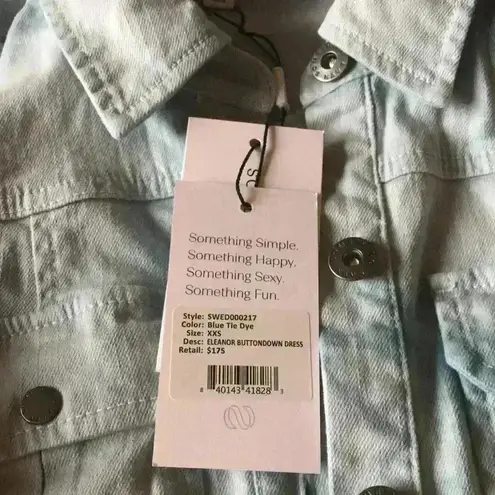 Something Simple.
Something Happy.
Something Sexy.
Something Fun.
Style: SWED000217
Color: Blue Tie Dye
Size: XXS
Desc: ELEANOR BUTTONDOWN DRESS
Retail: $175
8 40143 41828 3